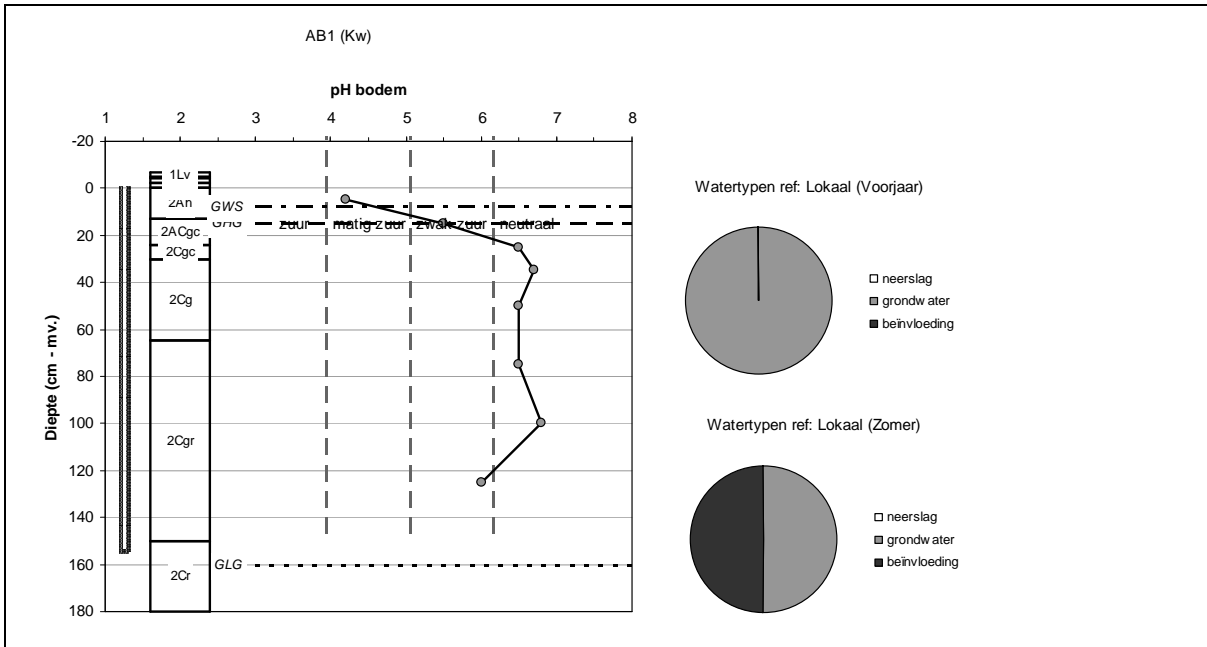 AB1 (Kw)
pH bodem
1 2 3 4 5 6 7 8
-20
0
20
40
60
80
100
120
140
160
180
Diepte (cm - mv.)
1Lv
2Ah
2ACgc
2Cgc
2Cg
2Cgr
2Cr
GWS
GHG
zuur matig zuur zwak zuur neutraal
GLG
Watertypen ref: Lokaal (Voorjaar)
neerslag
grondwater
beïnvloeding
Watertypen ref: Lokaal (Zomer)
neerslag
grondwater
beïnvloeding